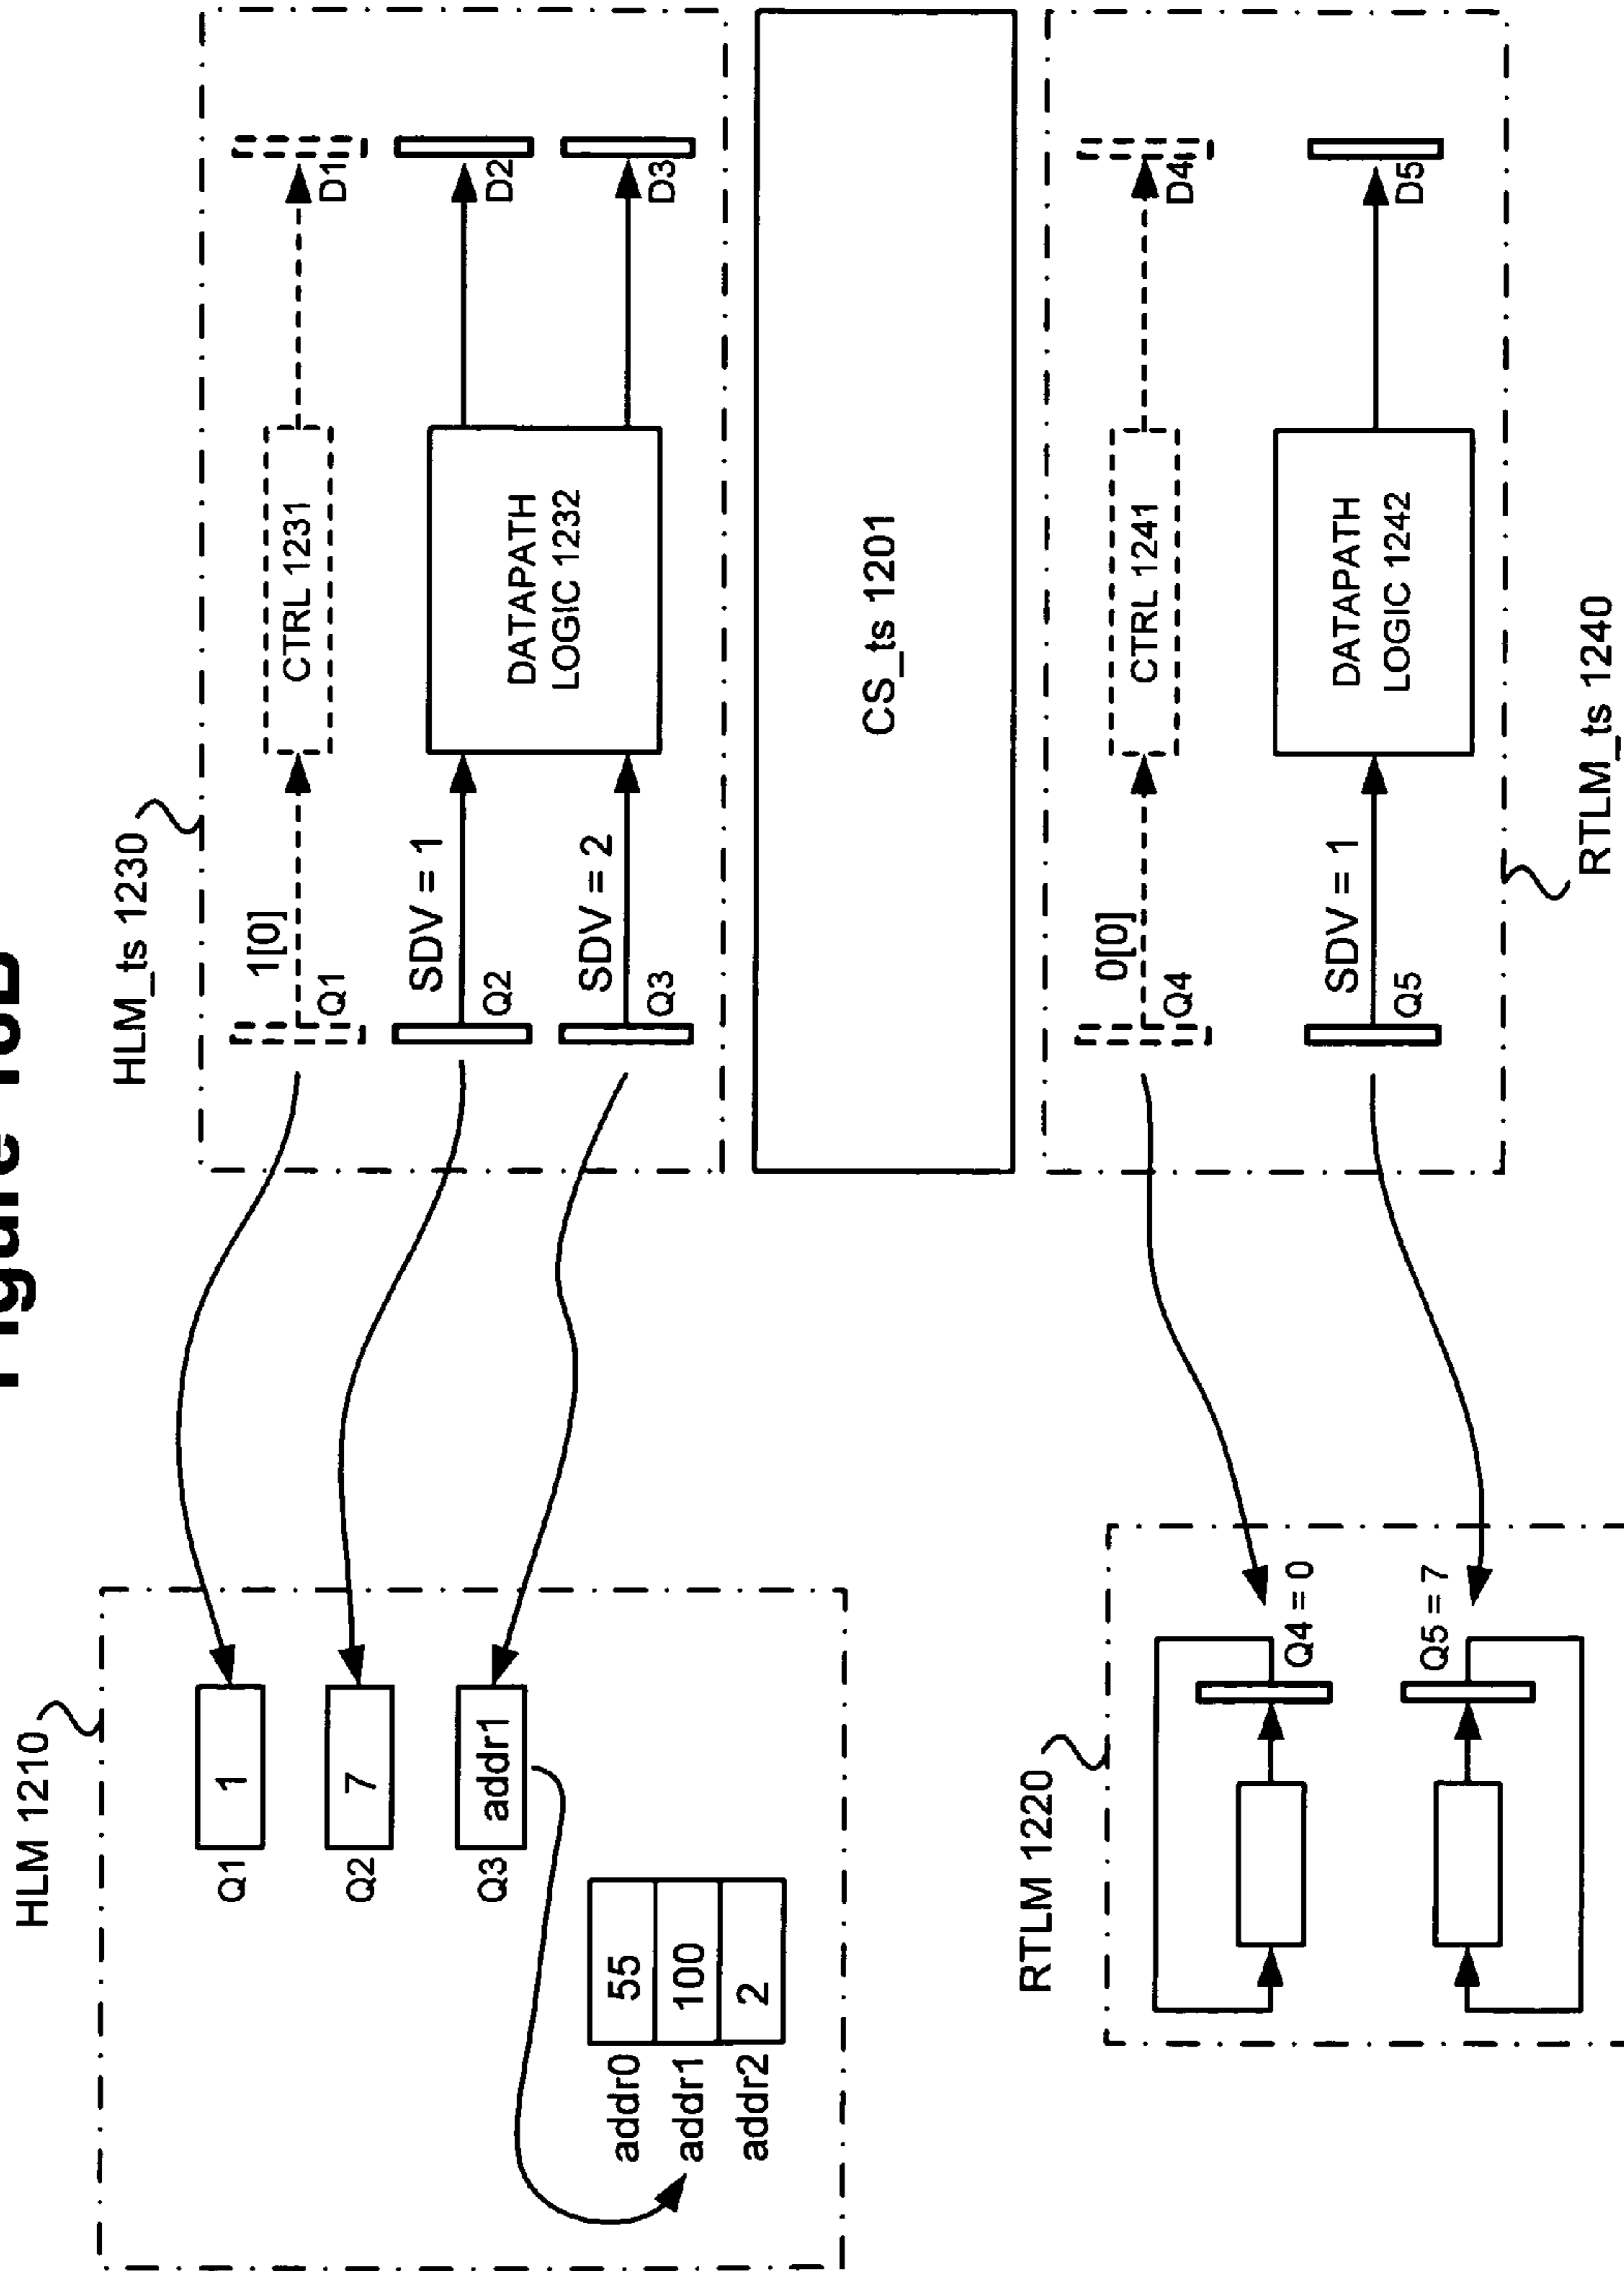 Figure
HLM 1210
HLM_ts 1230
Q1
1
1[0]
Q1
CTRL 1231
D1
Q2
7
SDV = 1
Q2
DATAPATH
LOGIC 1232
D2
Q3
addr1
SDV = 2
Q3
D3
addr0
55
addr1
100
addr2
2
CS_ts 1201
RTLM 1220
0[0]
Q4
CTRL 1241
D4
Q4 = 0
SDV = 1
Q5
DATAPATH
LOGIC 1242
D5
Q5 = 7
RTLM_ts 1240